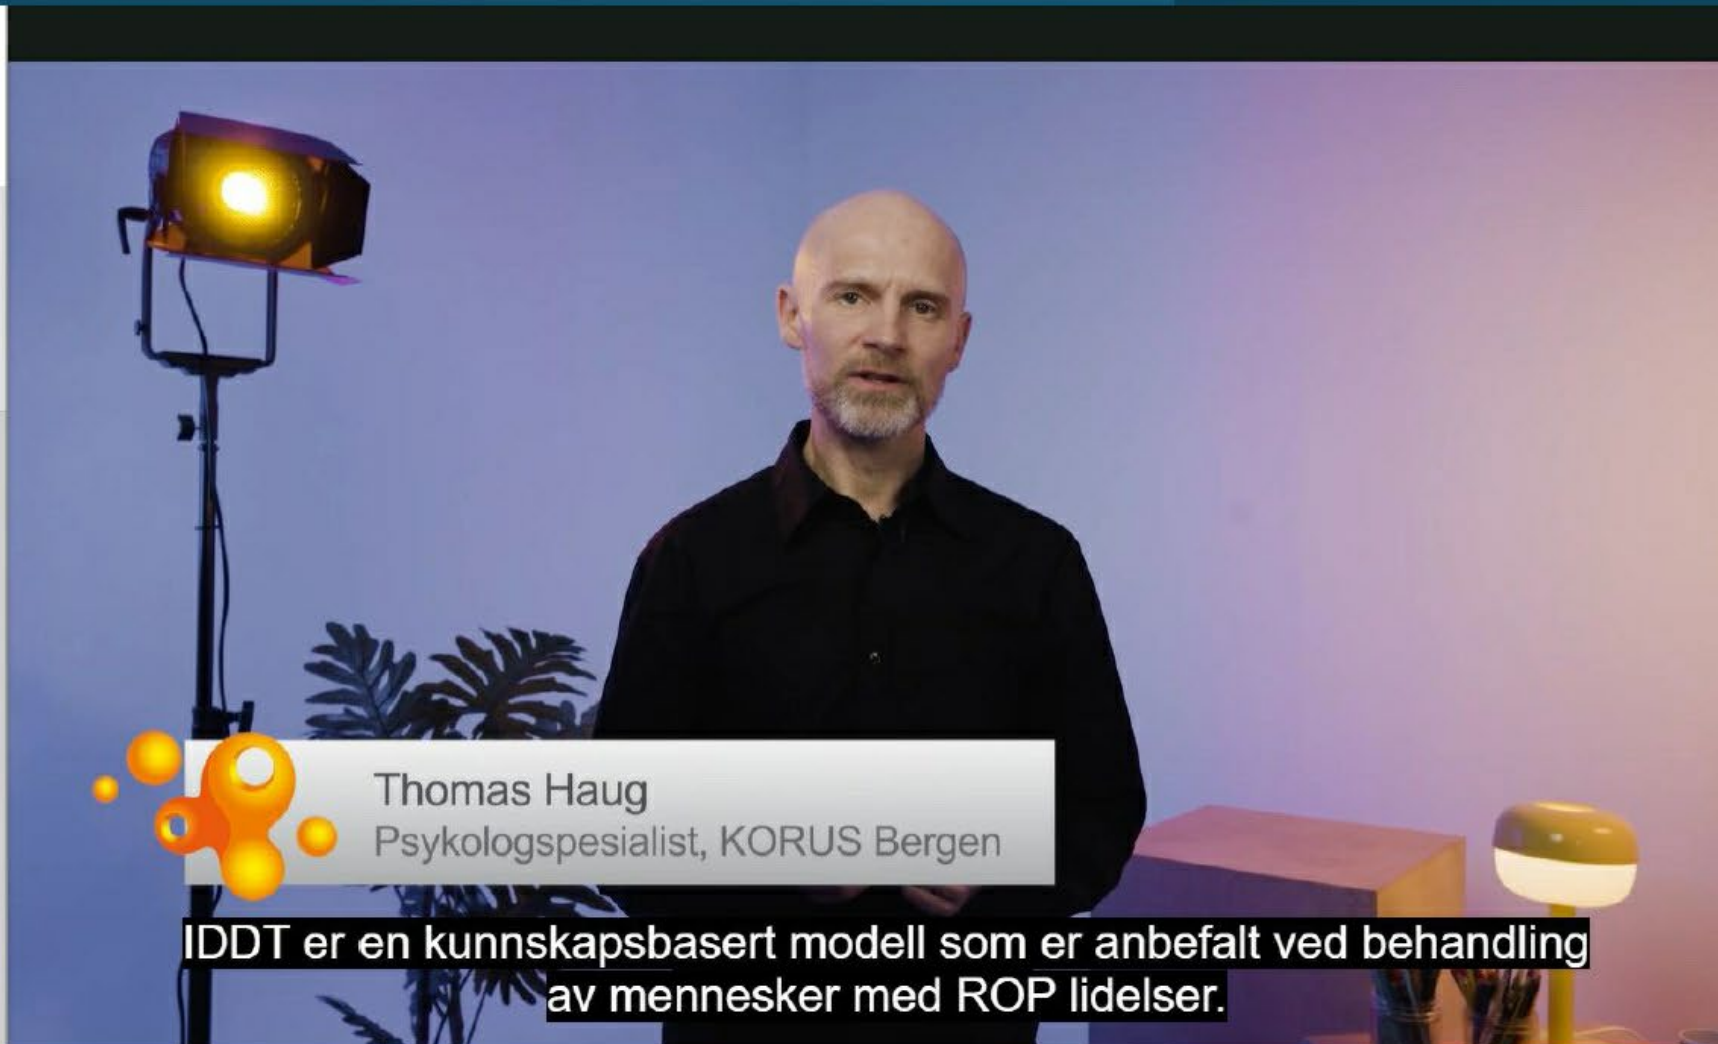 Thomas Haug
Psykologspesialist, KORUS Bergen
IDDT er en kunnskapsbasert modell som er anbefalt ved behandling
av mennesker med ROP lidelser.